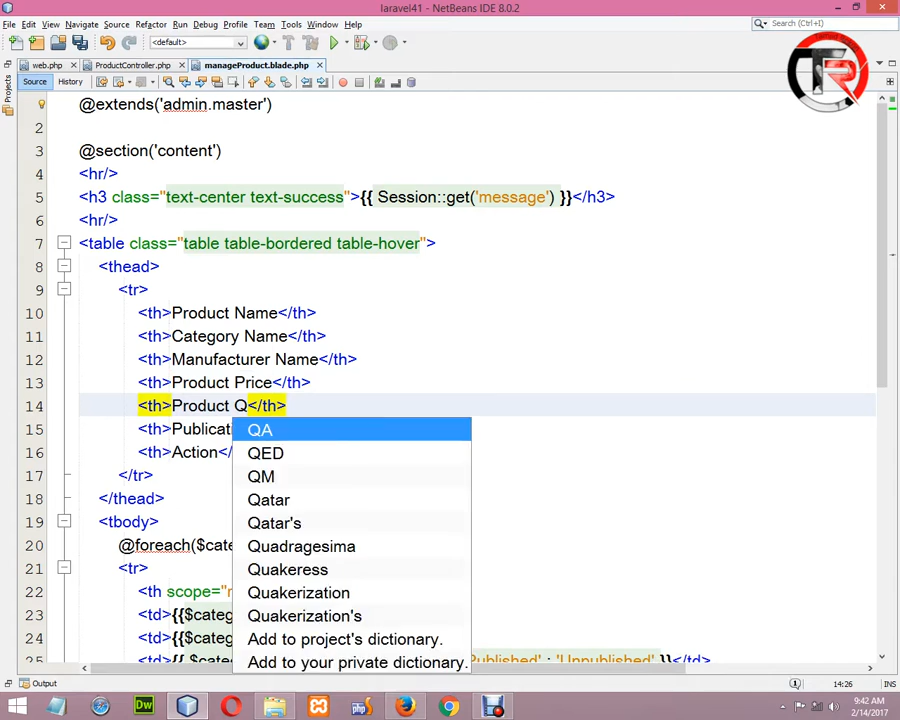 laravel41 - NetBeans IDE 8.0.2
File Edit View Navigate Source Refactor Run Debug Profile Team Tools Window Help
<default>
Search (Ctrl+I)
web.php ProductController.php manageProduct.blade.php
Source History
Projects
@extends('admin.master')
2
3 @section('content')
4 <hr/>
5 <h3 class="text-center text-success">{{ Session::get('message') }}</h3>
6 <hr/>
7 <table class="table table-bordered table-hover">
8 <thead>
9 <tr>
10 <th>Product Name</th>
11 <th>Category Name</th>
12 <th>Manufacturer Name</th>
13 <th>Product Price</th>
14 <th>Product Q</th>
15 <th>Publicati
16 <th>Action</
17 </tr>
18 </thead>
19 <tbody>
20 @foreach($cate
21 <tr>
22 <th scope="r
23 <td>{{$categ
24 <td>{{$categ
25 <td>{{ $cate Published' : 'Unpublished' }}</td>
QA
QED
QM
Qatar
Qatar's
Quadragesima
Quakeress
Quakerization
Quakerization's
Add to project's dictionary.
Add to your private dictionary.
Output
14:26 INS
Dw
php
9:42 AM
2/14/2017